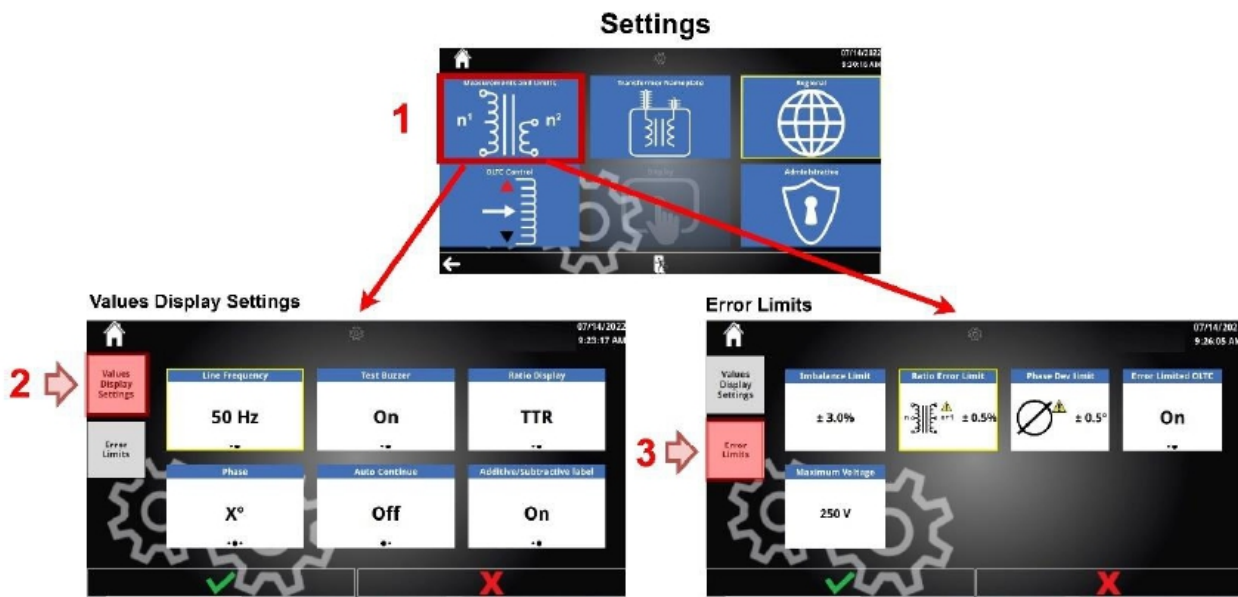 Settings
07/14/2022
9:20:16 AM
Measurements and Limits
Transformer Nameplate
Regional
1
n1 n2
OLTC Control
Display
Administrative
Values Display Settings
07/14/2022
9:23:17 AM
2
Values
Display
Settings
Error
Limits
Line Frequency
Test Buzzer
Ratio Display
50 Hz
On
TTR
Phase
Auto Continue
Additive/Subtractive label
X°
Off
On
X
Error Limits
07/14/202
9:26:05 AM
Values
Display
Settings
3
Error
Limits
Imbalance Limit
Ratio Error Limit
Phase Dev limit
Error Limited OLTC
± 3.0%
± 0.5%
± 0.5°
On
Maximum Voltage
250 V
X